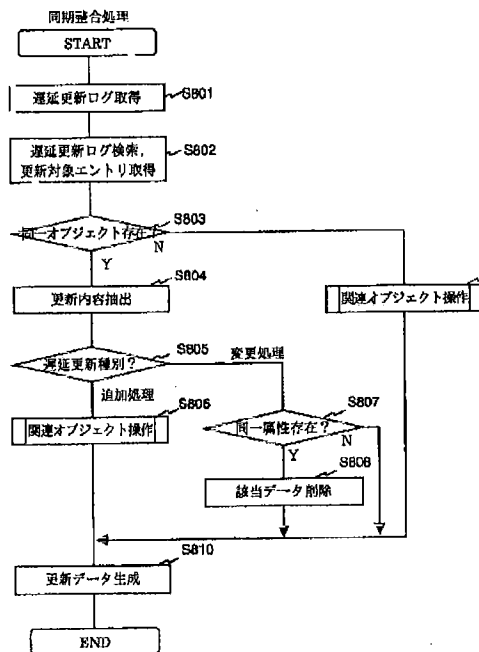 同期整合処理
START
遅延更新ログ取得
S801
遅延更新ログ検索,
更新対象エントリ取得
S802
同一オブジェクト存在?
S803
Y
N
S804
更新内容抽出
関連オブジェクト操作
遅延更新種別?
S805
変更処理
追加処理
S806
関連オブジェクト操作
S807
同一属性存在?
Y
N
S808
該当データ削除
S810
更新データ生成
END